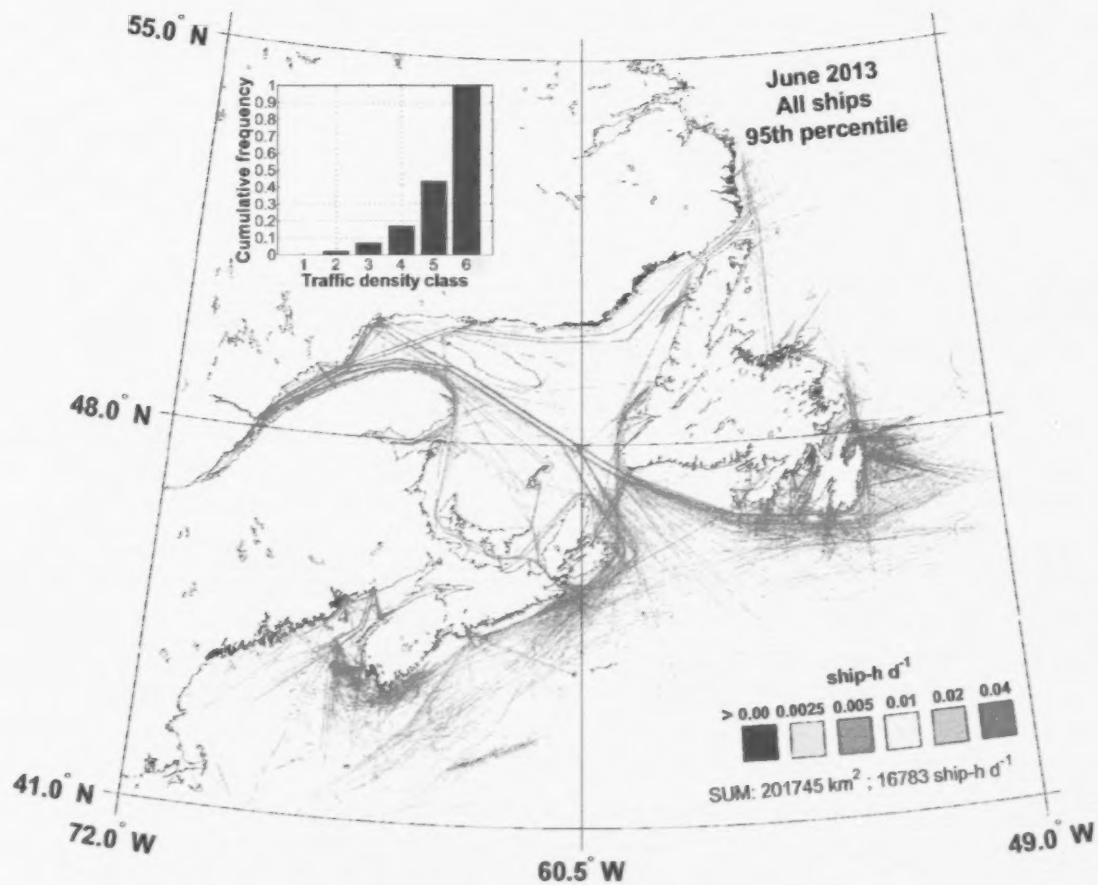 55.0° N
June 2013
All ships
95th percentile
Cumulative frequency
1
0.9
0.8
0.7
0.6
0.5
0.4
0.3
0.2
0.1
0
1 2 3 4 5 6
Traffic density class
48.0° N
ship-h d⁻¹
> 0.00 0.0025 0.005 0.01 0.02 0.04
SUM: 201745 km² ; 16783 ship-h d⁻¹
41.0° N
72.0° W
60.5° W
49.0° W